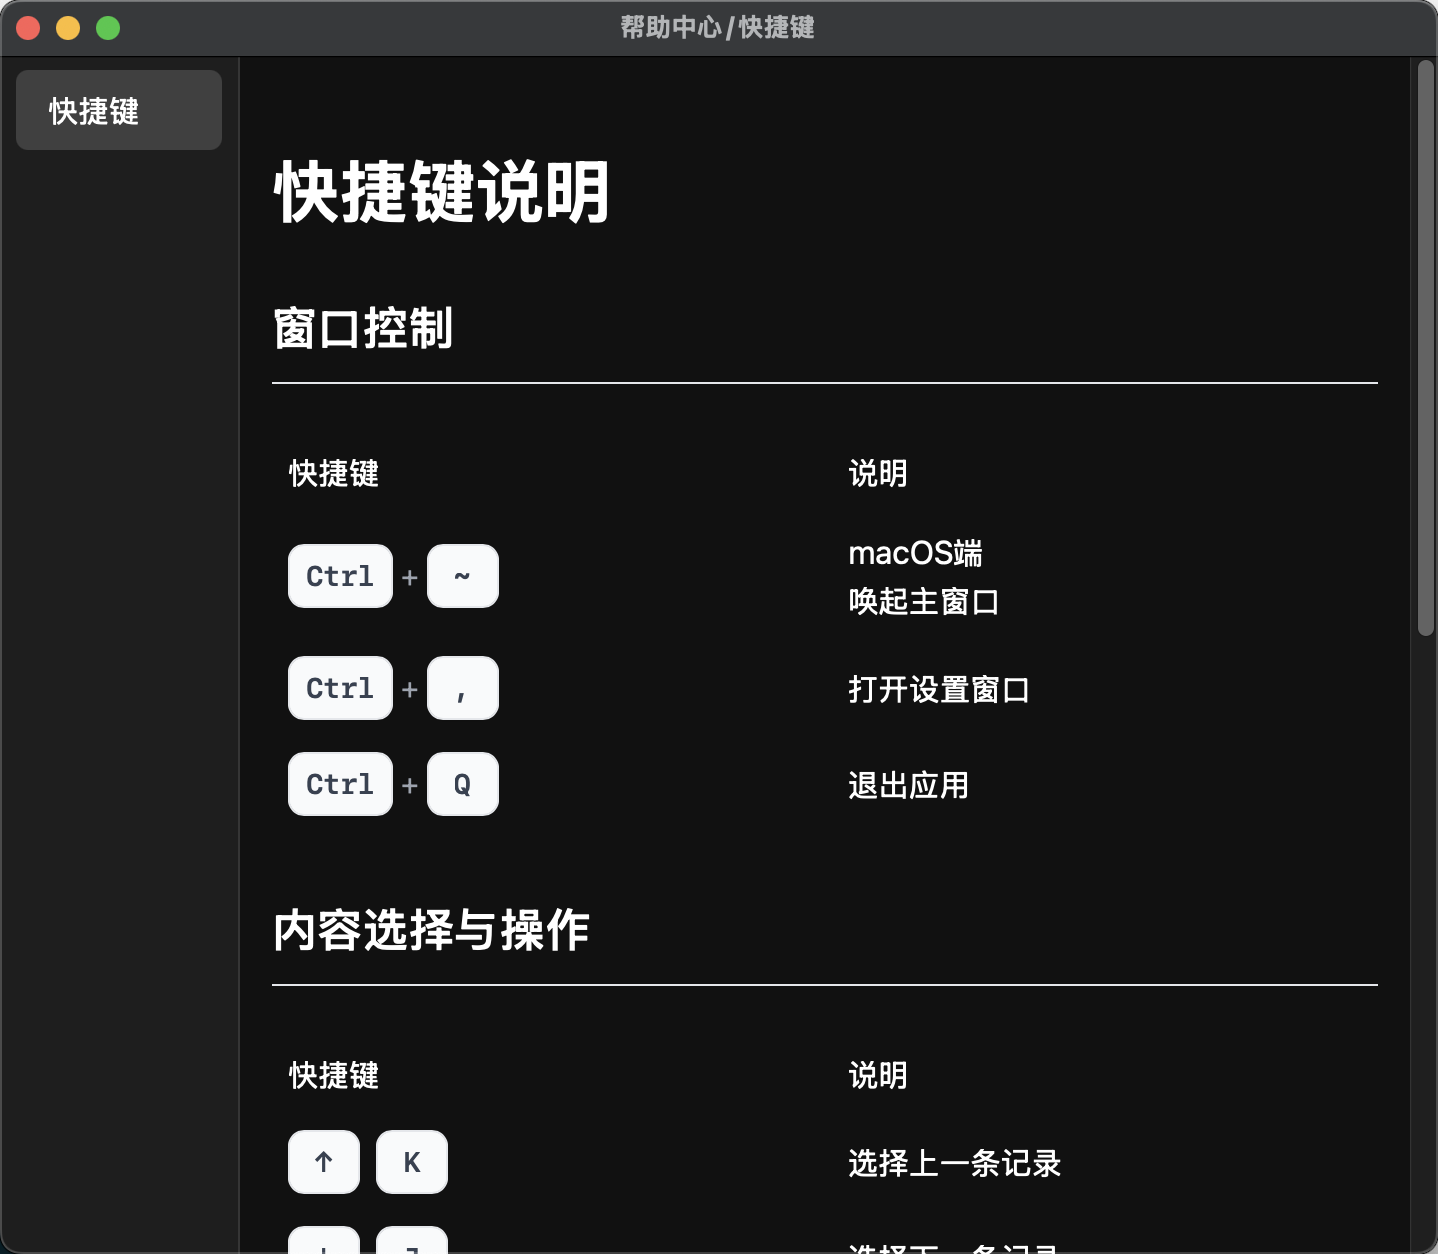 帮助中心/快捷键
快捷键
快捷键说明
窗口控制
快捷键 说明
Ctrl + ~ macOS端
唤起主窗口
Ctrl + , 打开设置窗口
Ctrl + Q 退出应用
内容选择与操作
快捷键 说明
↑ K 选择上一条记录